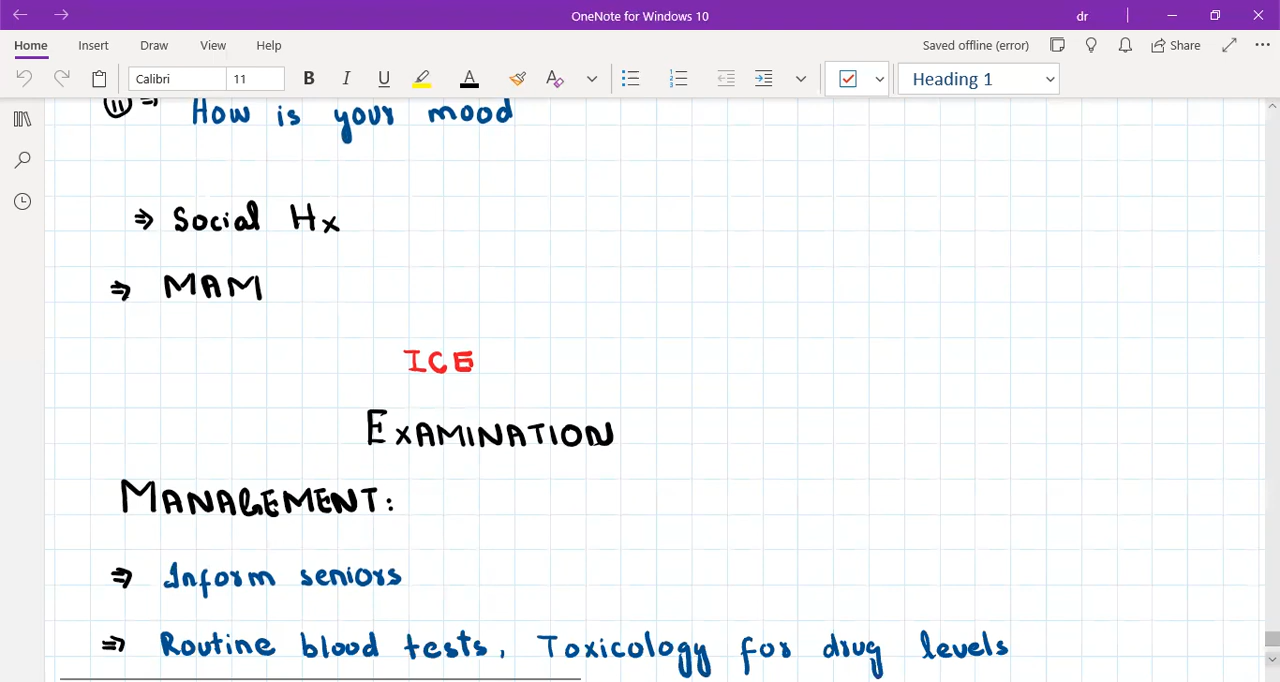 OneNote for Windows 10
dr
Home Insert Draw View Help
Saved offline (error)
Share
Calibri 11 B I U A A Heading 1
(ii) ⇒ How is your mood
⇒ Social Hx
⇒ MAM
ICE
EXAMINATION
MANAGEMENT:
⇒ Inform seniors
⇒ Routine blood tests, Toxicology for drug levels